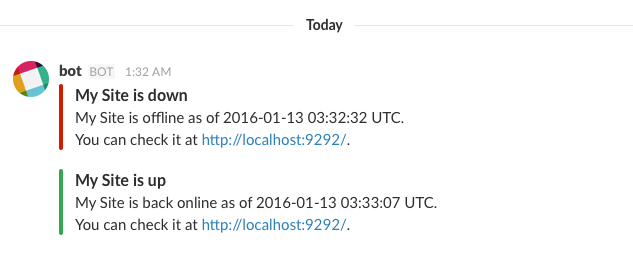 Today
bot BOT 1:32 AM
My Site is down
My Site is offline as of 2016-01-13 03:32:32 UTC.
You can check it at http://localhost:9292/.
My Site is up
My Site is back online as of 2016-01-13 03:33:07 UTC.
You can check it at http://localhost:9292/.